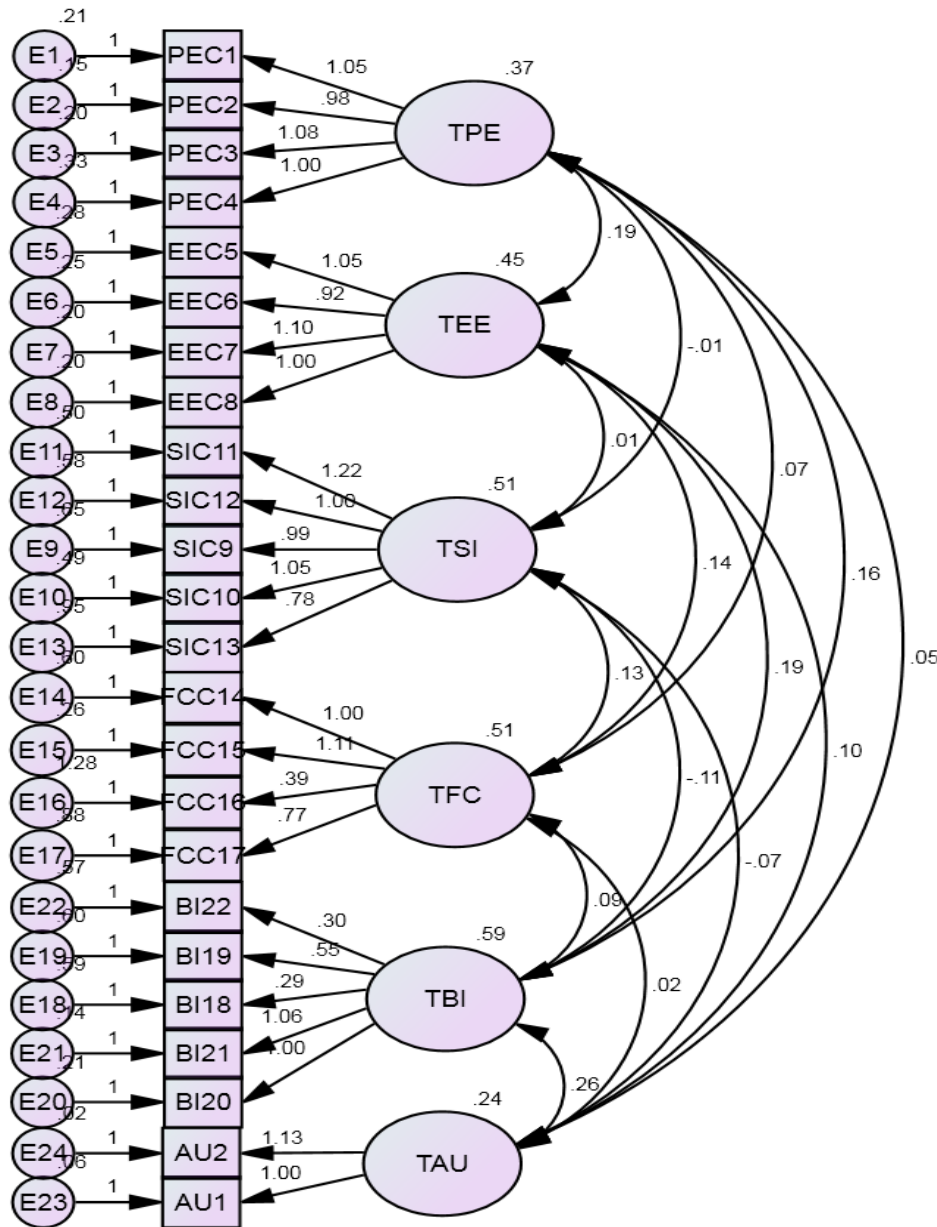 .21
E1 1 PEC1 1.05 .37
.15
E2 1 PEC2 .98 TPE
.20
E3 1 PEC3 1.08
.33
E4 1 PEC4 1.00
.28
E5 1 EEC5 1.05 .45 .19
.25
E6 1 EEC6 .92 TEE
.20
E7 1 EEC7 1.10 -.01
.20
E8 1 EEC8 1.00
.50
E11 1 SIC11 1.22 .51 .01 .07
.58
E12 1 SIC12 1.00
.65
E9 1 SIC9 .99 TSI .14 .16
.49
E10 1 SIC10 1.05
.95
E13 1 SIC13 .78 .13 .19 .05
.60
E14 1 FCC14 1.00 .51
.26
E15 1 FCC15 1.11 -.11 .10
1.28
E16 1 FCC16 .39 TFC
.88
E17 1 FCC17 .77 -.07
.57
E22 1 BI22 .30 .59 .09
.60
E19 1 BI19 .55
.59
E18 1 BI18 .29 TBI .02
.14
E21 1 BI21 1.06
.21
E20 1 BI20 1.00 .24 .26
.02
E24 1 AU2 1.13 TAU
.06
E23 1 AU1 1.00